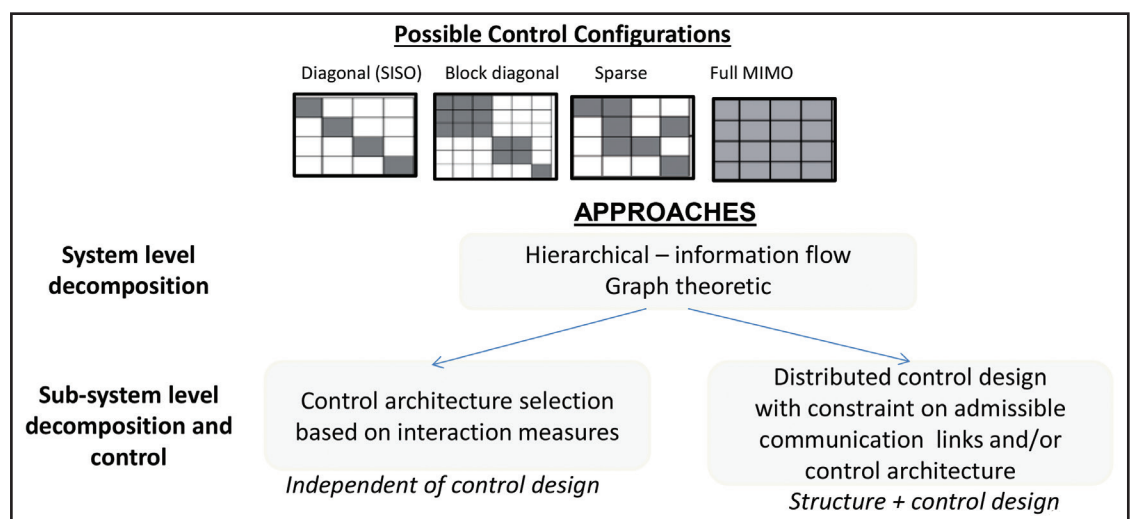 Possible Control Configurations
Diagonal (SISO) Block diagonal Sparse Full MIMO
APPROACHES
System level
decomposition
Hierarchical – information flow
Graph theoretic
Sub-system level
decomposition and
control
Control architecture selection
based on interaction measures
Independent of control design
Distributed control design
with constraint on admissible
communication links and/or
control architecture
Structure + control design